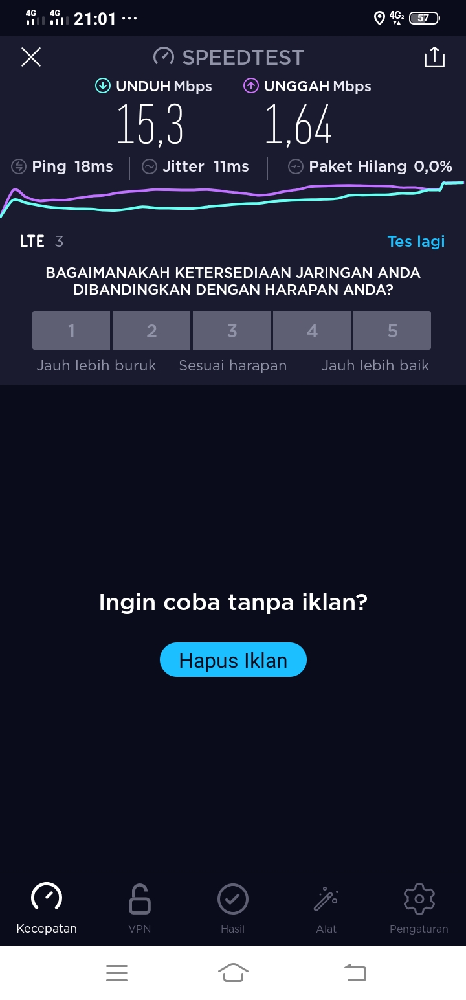 4G 4G 21:01 ... 4G2 57
SPEEDTEST
UNDUH Mbps UNGGAH Mbps
15,3 1,64
Ping 18ms Jitter 11ms Paket Hilang 0,0%
LTE 3 Tes lagi
BAGAIMANAKAH KETERSEDIAAN JARINGAN ANDA
DIBANDINGKAN DENGAN HARAPAN ANDA?
1 2 3 4 5
Jauh lebih buruk Sesuai harapan Jauh lebih baik
Ingin coba tanpa iklan?
Hapus Iklan
Kecepatan VPN Hasil Alat Pengaturan